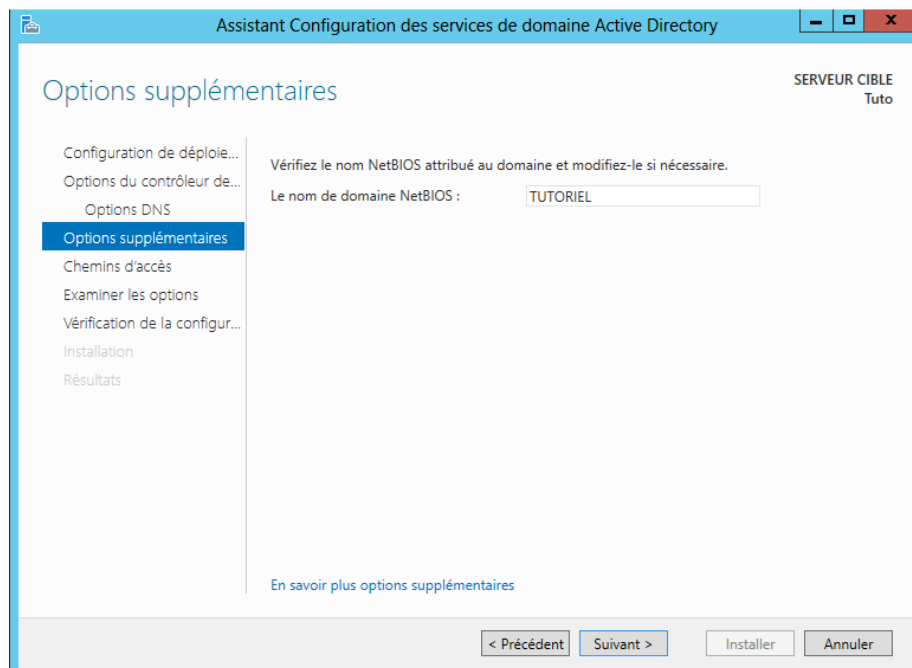 Assistant Configuration des services de domaine Active Directory
Options supplémentaires
SERVEUR CIBLE
Tuto
Configuration de déploie...
Options du contrôleur de...
Options DNS
Options supplémentaires
Chemins d'accès
Examiner les options
Vérification de la configur...
Installation
Résultats
Vérifiez le nom NetBIOS attribué au domaine et modifiez-le si nécessaire.
Le nom de domaine NetBIOS : TUTORIEL
En savoir plus options supplémentaires
< Précédent Suivant > Installer Annuler